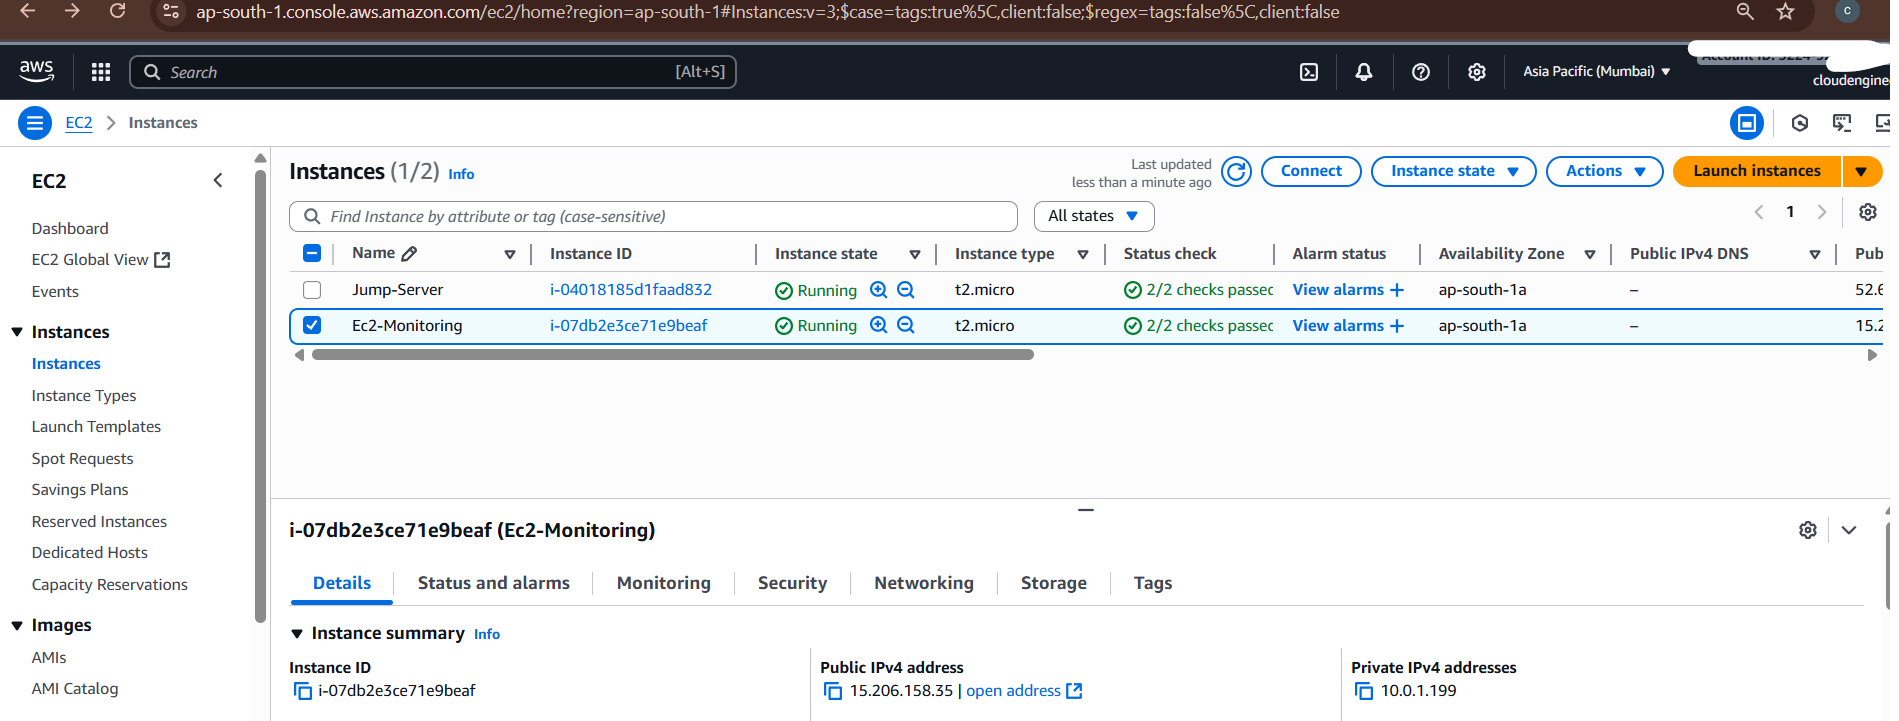 ap-south-1.console.aws.amazon.com/ec2/home?region=ap-south-1#Instances:v=3;$case=tags:true%5C,client:false;$regex=tags:false%5C,client:false
C
aws
Search
[Alt+S]
Asia Pacific (Mumbai)
cloudengine
EC2
Instances
EC2
Dashboard
EC2 Global View
Events
Instances
Instances
Instance Types
Launch Templates
Spot Requests
Savings Plans
Reserved Instances
Dedicated Hosts
Capacity Reservations
Images
AMIs
AMI Catalog
Instances (1/2) Info
Last updated
less than a minute ago
Connect
Instance state
Actions
Launch instances
Find Instance by attribute or tag (case-sensitive)
All states
1
Name Instance ID Instance state Instance type Status check Alarm status Availability Zone Public IPv4 DNS Pub
Jump-Server i-04018185d1faad832 Running t2.micro 2/2 checks passec View alarms + ap-south-1a – 52.6
Ec2-Monitoring i-07db2e3ce71e9beaf Running t2.micro 2/2 checks passec View alarms + ap-south-1a – 15.2
i-07db2e3ce71e9beaf (Ec2-Monitoring)
Details Status and alarms Monitoring Security Networking Storage Tags
Instance summary Info
Instance ID
i-07db2e3ce71e9beaf
Public IPv4 address
15.206.158.35 | open address
Private IPv4 addresses
10.0.1.199